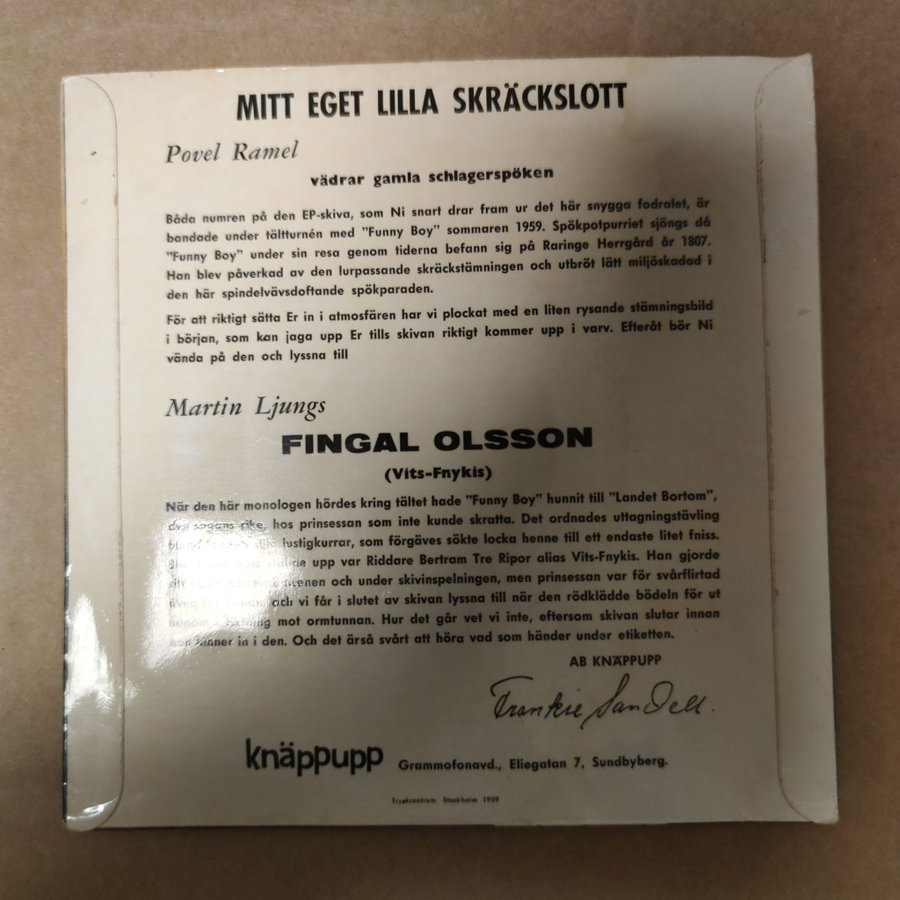 MITT EGET LILLA SKRÄCKSLOTT
Povel Ramel
vädrar gamla schlagerspöken
Båda numren på den EP-skiva, som Ni snart drar fram ur det här snygga fodralet, är
bandade under tältturnén med "Funny Boy" sommaren 1959. Spökpotpurriet sjöngs då
"Funny Boy" under sin resa genom tiderna befann sig på Raringe Herrgård år 1807.
Han blev påverkad av den lurpassande skräckstämningen och utbröt lätt miljöskadad i
den här spindelvävsdoftande spökparaden.
För att riktigt sätta Er in i atmosfären har vi plockat med en liten rysande stämningsbild
i början, som kan jaga upp Er tills skivan riktigt kommer upp i varv. Efteråt bör Ni
vända på den och lyssna till
Martin Ljungs
FINGAL OLSSON
(Vits-Fnykis)
När den här monologen hördes kring tältet hade "Funny Boy" hunnit till "Landet Bortom",
sagans rike, hos prinsessan som inte kunde skratta. Det ordnades uttagningstävling
lustigkurrar, som förgäves sökte locka henne till ett endaste litet fniss.
upp var Riddare Bertram Tre Ripor alias Vits-Fnykis. Han gjorde
och under skivinspelningen, men prinsessan var för svårflirtad
och vi får i slutet av skivan lyssna till när den rödklädde bödeln för ut
mot ormtunnan. Hur det går vet vi inte, eftersom skivan slutar innan
in i den. Och det ärså svårt att höra vad som händer under etiketten.
AB KNÄPPUPP
Frankie Sandell.
knäppupp Grammofonavd., Eliegatan 7, Sundbyberg.
Tryckcentrum, Stockholm 1959